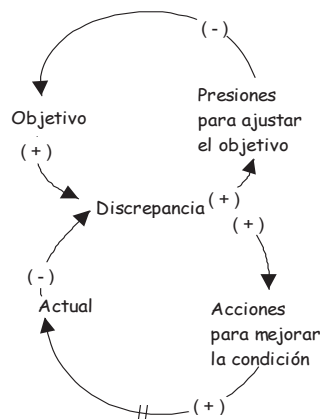 ( - )
Objetivo
Presiones
para ajustar
el objetivo
( + )
Discrepancia ( + )
( + )
( - )
Actual
Acciones
para mejorar
la condición
( + )